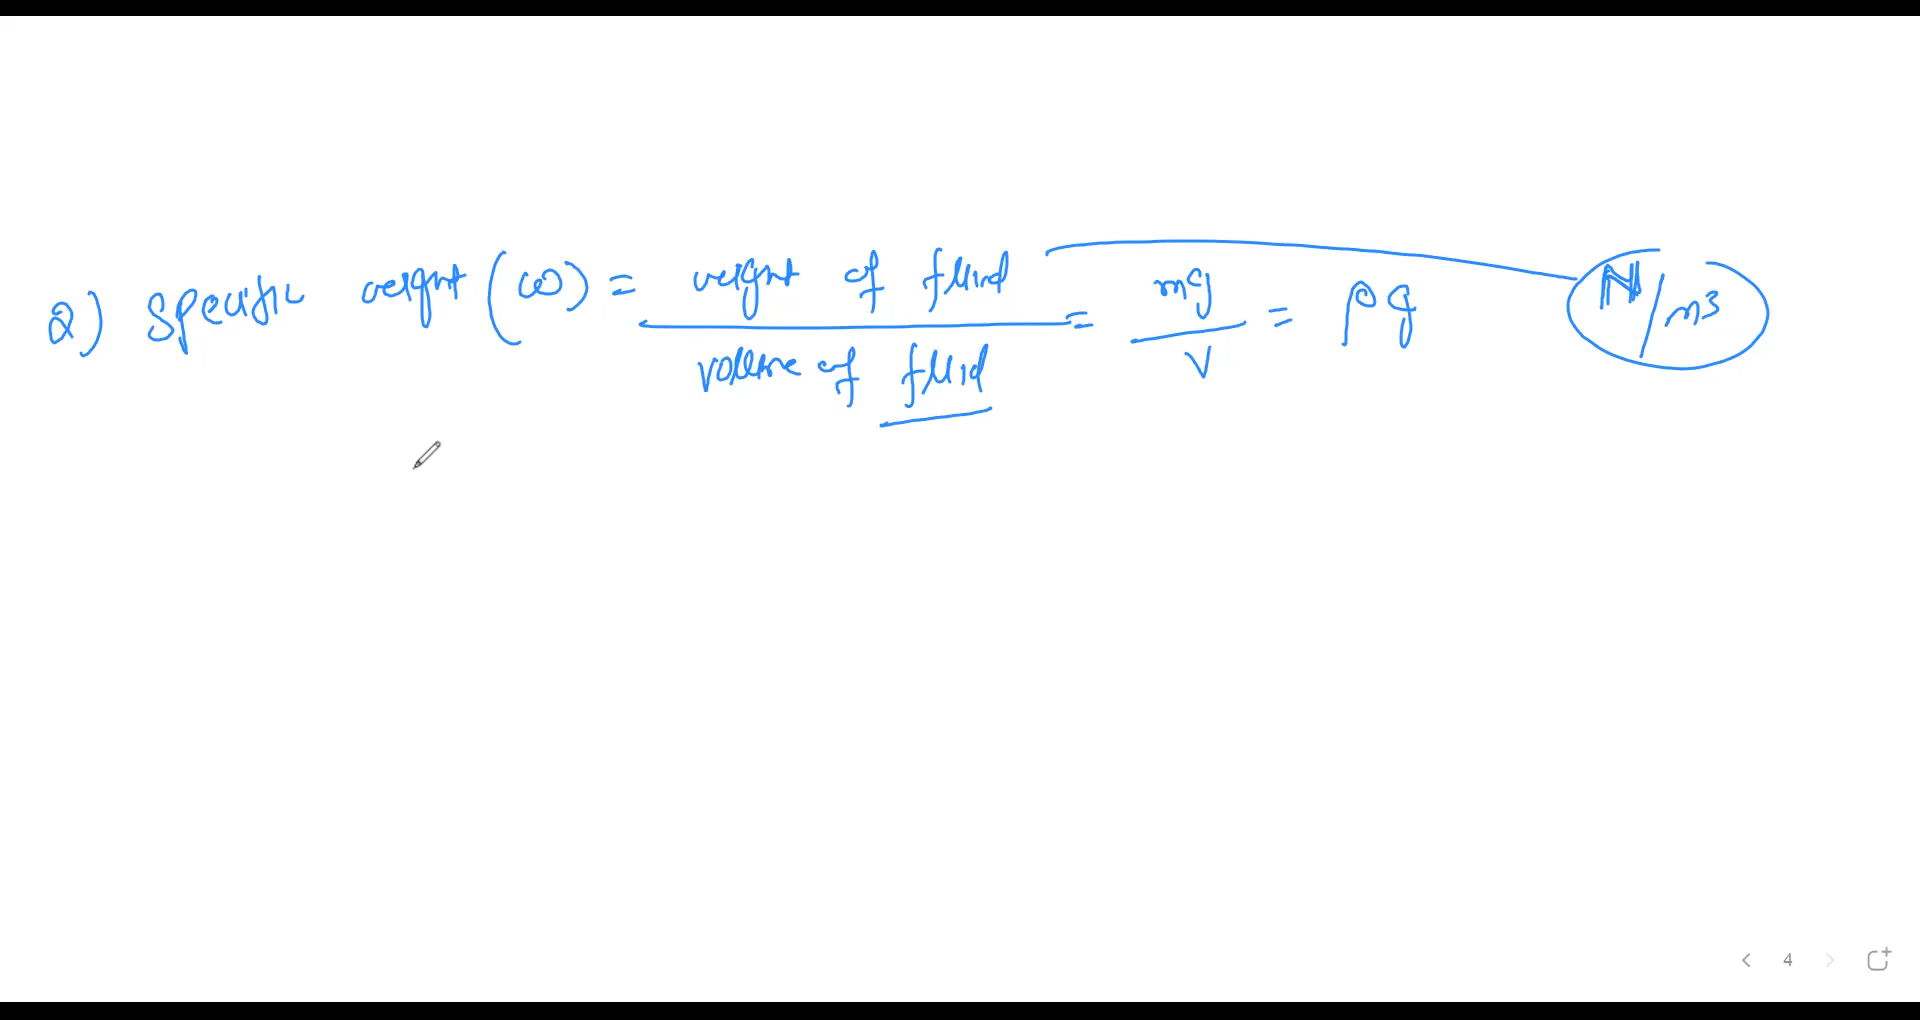 2) Specific weight (ω) = weight of fluid / volume of fluid = mg / V = ρg N/m³
4